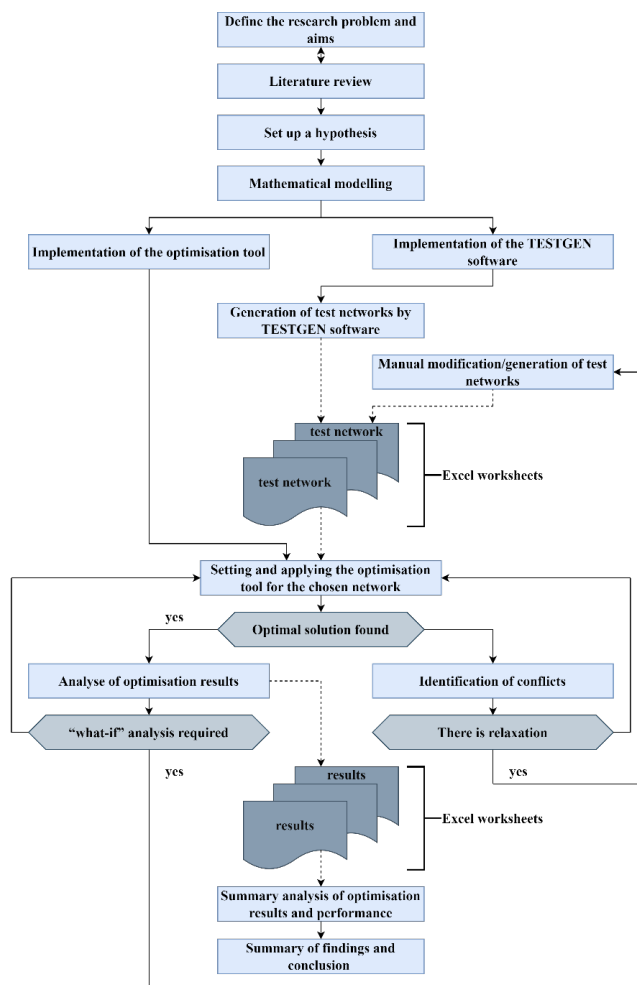 Define the research problem and
aims
Literature review
Set up a hypothesis
Mathematical modelling
Implementation of the optimisation tool
Implementation of the TESTGEN
software
Generation of test networks by
TESTGEN software
Manual modification/generation of test
networks
test network
test network
Excel worksheets
Setting and applying the optimisation
tool for the chosen network
yes
Optimal solution found
Analyse of optimisation results
Identification of conflicts
“what-if” analysis required
There is relaxation
yes
yes
results
results
Excel worksheets
Summary analysis of optimisation
results and performance
Summary of findings and
conclusion